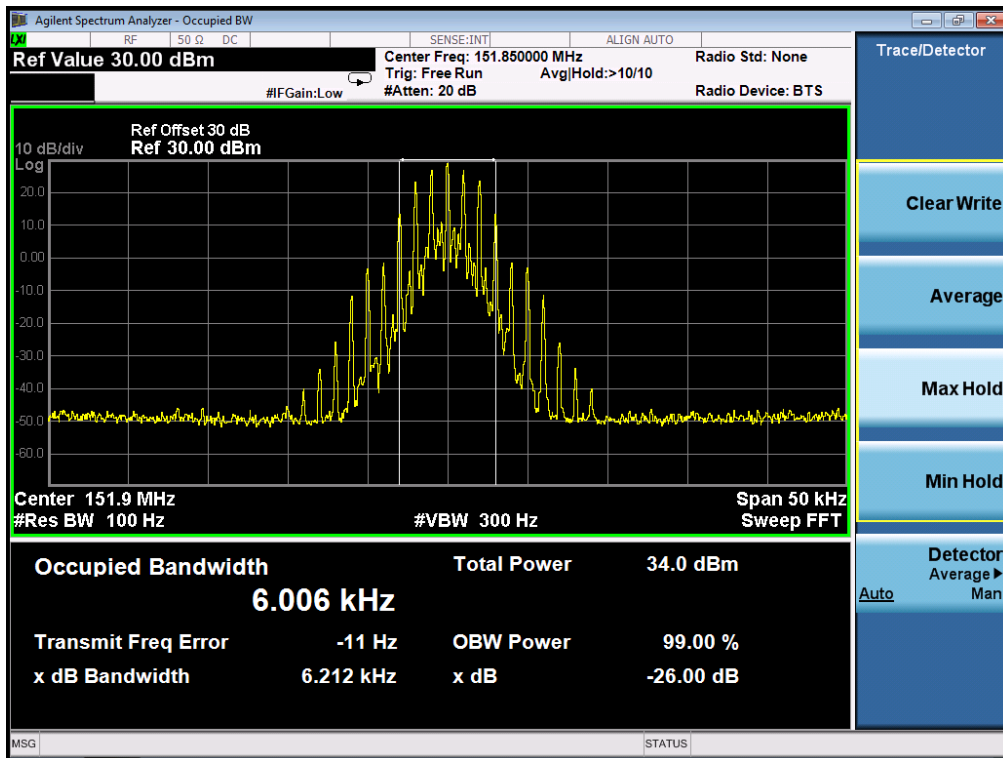 Agilent Spectrum Analyzer - Occupied BW
LXI RF 50 Ω DC SENSE:INT ALIGN AUTO
Ref Value 30.00 dBm
Center Freq: 151.850000 MHz
Radio Std: None
Trig: Free Run Avg|Hold:>10/10
#IFGain:Low
#Atten: 20 dB
Radio Device: BTS
Ref Offset 30 dB
10 dB/div Ref 30.00 dBm
Log
20.0
10.0
0.00
-10.0
-20.0
-30.0
-40.0
-50.0
-60.0
Center 151.9 MHz Span 50 kHz
#Res BW 100 Hz #VBW 300 Hz Sweep FFT
Occupied Bandwidth Total Power 34.0 dBm
6.006 kHz
Transmit Freq Error -11 Hz OBW Power 99.00 %
x dB Bandwidth 6.212 kHz x dB -26.00 dB
MSG STATUS
Trace/Detector
Clear Write
Average
Max Hold
Min Hold
Detector
Average
Auto Man